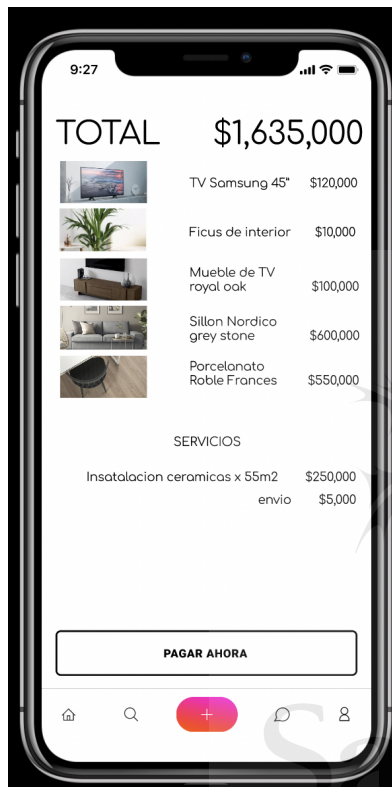 9:27
TOTAL $1,635,000
TV Samsung 45" $120,000
Ficus de interior $10,000
Mueble de TV
royal oak $100,000
Sillon Nordico
grey stone $600,000
Porcelanato
Roble Frances $550,000
SERVICIOS
Insatalacion ceramicas x 55m2 $250,000
envio $5,000
PAGAR AHORA